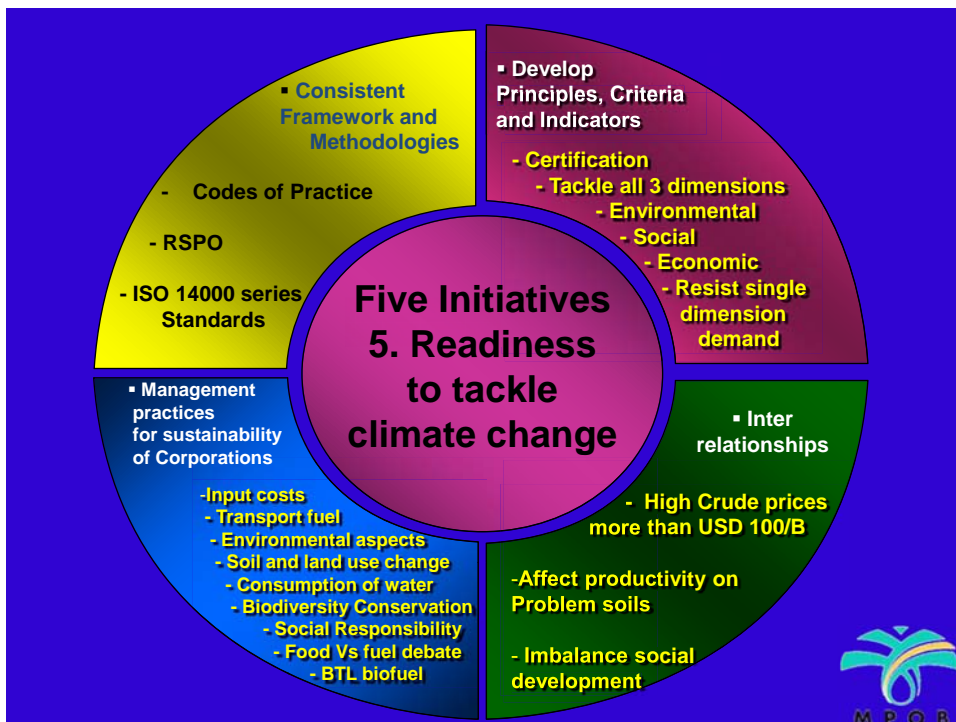 ▪ Consistent
Framework and
Methodologies
- Codes of Practice
- RSPO
- ISO 14000 series
Standards
▪ Develop
Principles, Criteria
and Indicators
- Certification
- Tackle all 3 dimensions
- Environmental
- Social
- Economic
- Resist single
dimension
demand
Five Initiatives
5. Readiness
to tackle
climate change
▪ Management
practices
for sustainability
of Corporations
-Input costs
- Transport fuel
- Environmental aspects
- Soil and land use change
- Consumption of water
- Biodiversity Conservation
- Social Responsibility
- Food Vs fuel debate
- BTL biofuel
▪ Inter
relationships
- High Crude prices
more than USD 100/B
-Affect productivity on
Problem soils
- Imbalance social
development
MPOB